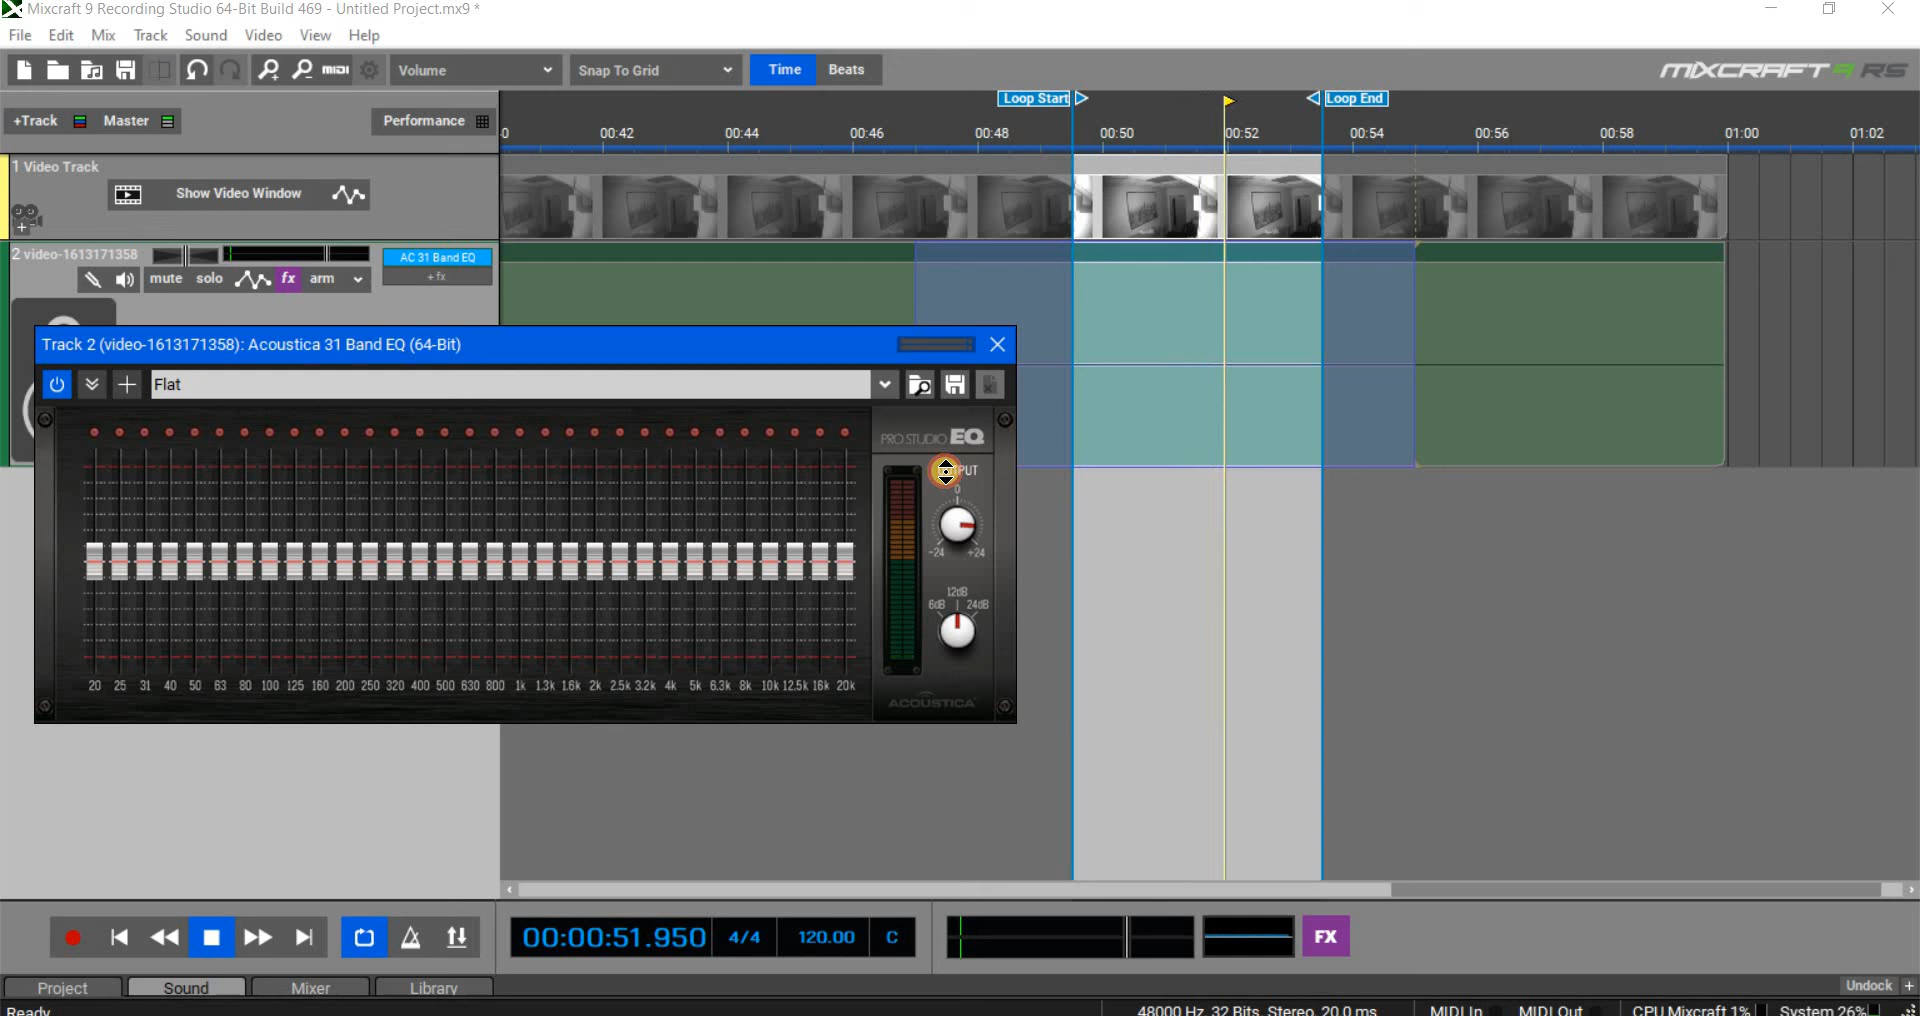 Mixcraft 9 Recording Studio 64-Bit Build 469 - Untitled Project.mx9 *
File Edit Mix Track Sound Video View Help
MIDI Volume Snap To Grid Time Beats MIXCRAFT 9 RS
Loop Start Loop End
+Track Master Performance
00:42 00:44 00:46 00:48 00:50 00:52 00:54 00:56 00:58 01:00 01:02
1 Video Track
Show Video Window
2 video-1613171358
AC 31 Band EQ
mute solo fx arm
+fx
Track 2 (video-1613171358): Acoustica 31 Band EQ (64-Bit)
Flat
PRO STUDIO EQ
0
-24 +24
12dB
6dB 24dB
20 25 31 40 50 63 80 100 125 160 200 250 320 400 500 630 800 1k 1.3k 1.6k 2k 2.5k 3.2k 4k 5k 6.3k 8k 10k 12.5k 16k 20k
ACOUSTICA
00:00:51.950 4/4 120.00 C FX
Project Sound Mixer Library Undock +
Ready 48000 Hz, 32 Bits, Stereo, 20.0 ms MIDI In MIDI Out CPU Mixcraft 1% System 26%